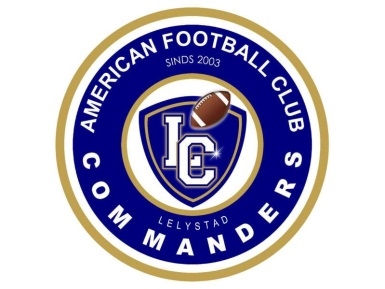 AMERICAN FOOTBALL CLUB
SINDS 2003
LC
LELYSTAD
COMMANDERS